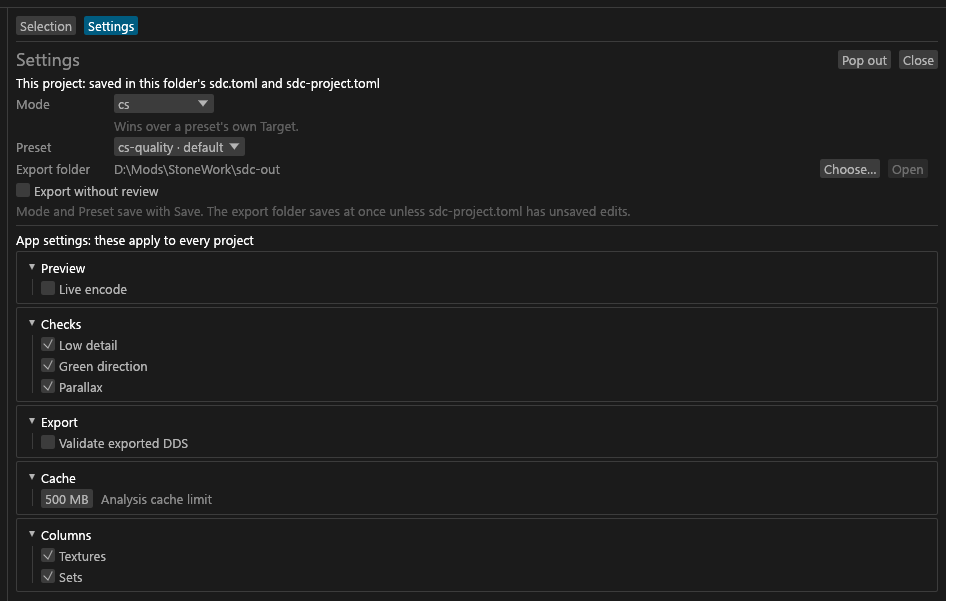 Selection Settings
Settings Pop out Close
This project: saved in this folder's sdc.toml and sdc-project.toml
Mode cs
Wins over a preset's own Target.
Preset cs-quality · default
Export folder D:\Mods\StoneWork\sdc-out Choose... Open
Export without review
Mode and Preset save with Save. The export folder saves at once unless sdc-project.toml has unsaved edits.
App settings: these apply to every project
Preview
Live encode
Checks
Low detail
Green direction
Parallax
Export
Validate exported DDS
Cache
500 MB Analysis cache limit
Columns
Textures
Sets